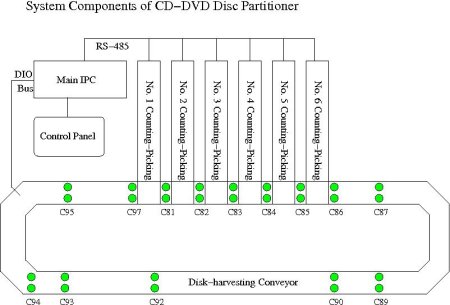 System Components of CD-DVD Disc Partitioner
RS-485
DIO
Bus
Main IPC
Control Panel
No. 1 Counting-Picking
No. 2 Counting-Picking
No. 3 Counting-Picking
No. 4 Counting-Picking
No. 5 Counting-Picking
No. 6 Counting-Picking
C95 C97 C81 C82 C83 C84 C85 C86 C87
Disk-harvesting Conveyor
C94 C93 C92 C90 C89